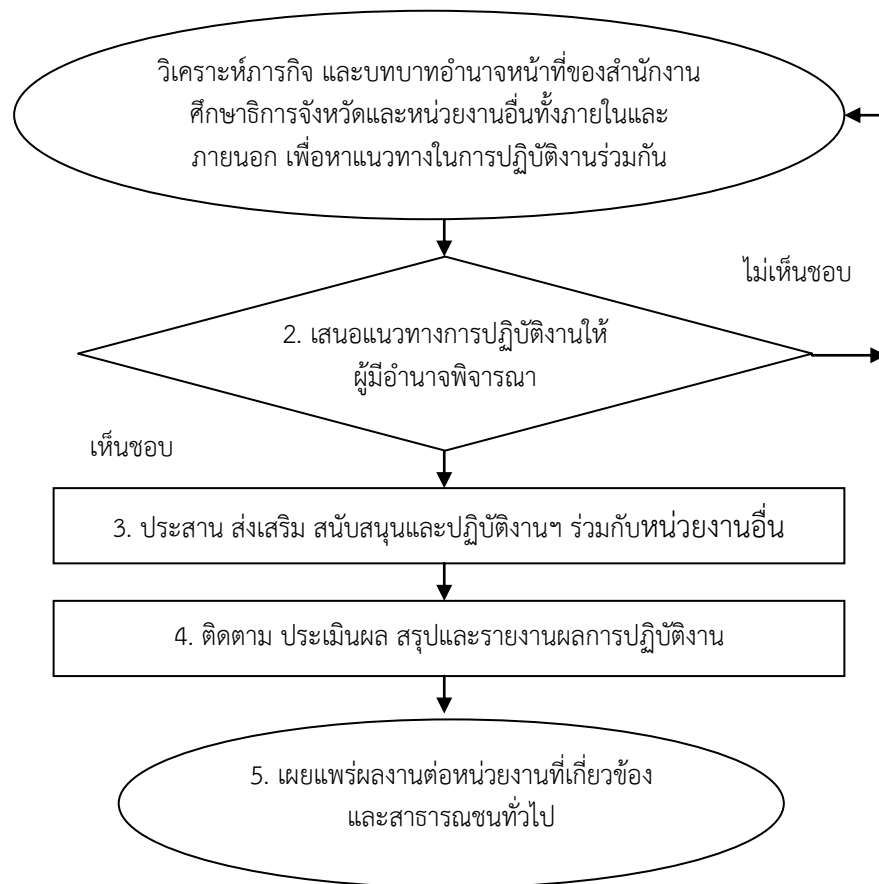 วิเคราะห์ภารกิจ และบทบาทอำนาจหน้าที่ของสำนักงาน
ศึกษาธิการจังหวัดและหน่วยงานอื่นทั้งภายในและ
ภายนอก เพื่อหาแนวทางในการปฏิบัติงานร่วมกัน
ไม่เห็นชอบ
2. เสนอแนวทางการปฏิบัติงานให้
ผู้มีอำนาจพิจารณา
เห็นชอบ
3. ประสาน ส่งเสริม สนับสนุนและปฏิบัติงานฯ ร่วมกับหน่วยงานอื่น
4. ติดตาม ประเมินผล สรุปและรายงานผลการปฏิบัติงาน
5. เผยแพร่ผลงานต่อหน่วยงานที่เกี่ยวข้อง
และสาธารณชนทั่วไป